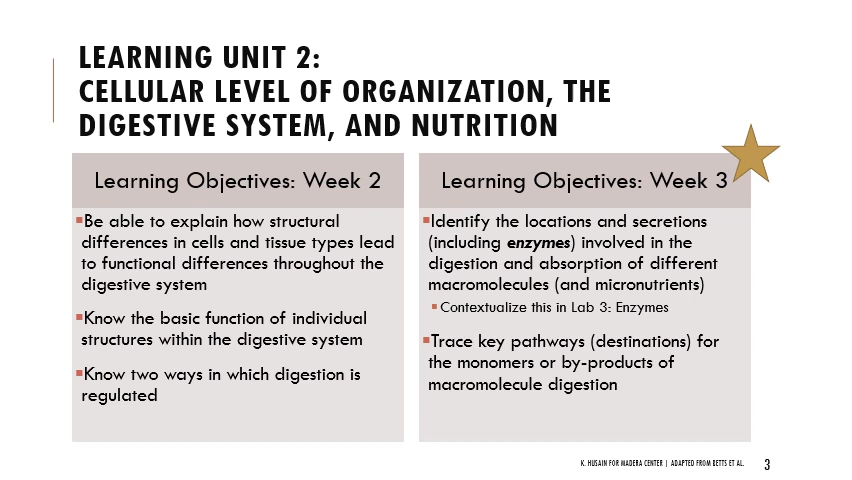 LEARNING UNIT 2:
CELLULAR LEVEL OF ORGANIZATION, THE
DIGESTIVE SYSTEM, AND NUTRITION
Learning Objectives: Week 2
▪Be able to explain how structural
differences in cells and tissue types lead
to functional differences throughout the
digestive system
▪Know the basic function of individual
structures within the digestive system
▪Know two ways in which digestion is
regulated
Learning Objectives: Week 3
▪Identify the locations and secretions
(including enzymes) involved in the
digestion and absorption of different
macromolecules (and micronutrients)
▪Contextualize this in Lab 3: Enzymes
▪Trace key pathways (destinations) for
the monomers or by-products of
macromolecule digestion
K. HUSAIN FOR MADERA CENTER | ADAPTED FROM BETTS ET AL.
3